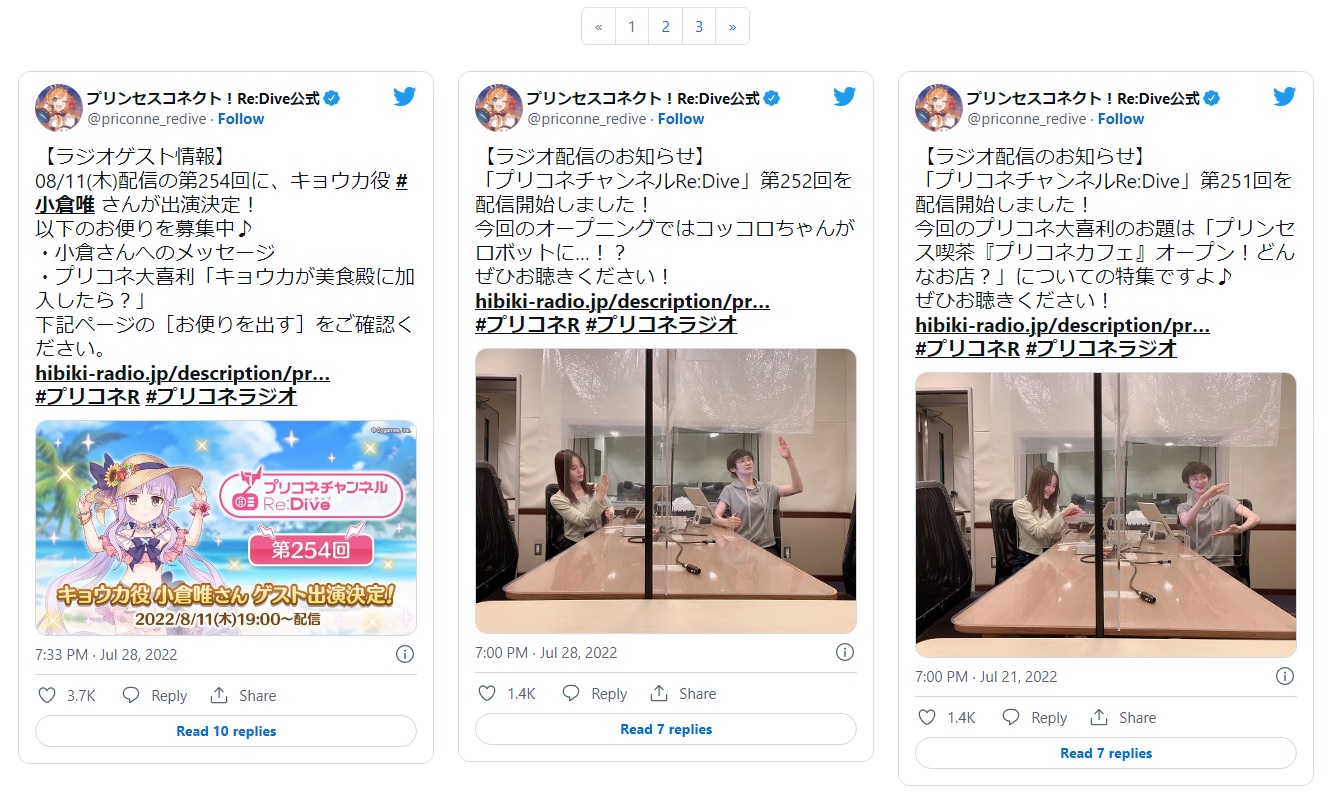 « 1 2 3 »
プリンセスコネクト！Re:Dive公式
@priconne_redive · Follow
【ラジオゲスト情報】
08/11(木)配信の第254回に、キョウカ役 #
小倉唯 さんが出演決定！
以下のお便りを募集中♪
・小倉さんへのメッセージ
・プリコネ大喜利「キョウカが美食殿に加
入したら？」
下記ページの［お便りを出す］をご確認く
ださい。
hibiki-radio.jp/description/pr…
#プリコネR #プリコネラジオ
© Cygames, Inc.
プリコネチャンネル
Re:Dive
第254回
キョウカ役 小倉唯さん ゲスト出演決定!
2022/8/11(木)19:00～配信
7:33 PM · Jul 28, 2022
3.7K Reply Share
Read 10 replies
プリンセスコネクト！Re:Dive公式
@priconne_redive · Follow
【ラジオ配信のお知らせ】
「プリコネチャンネルRe:Dive」第252回を
配信開始しました！
今回のオープニングではコッコロちゃんが
ロボットに…！？
ぜひお聴きください！
hibiki-radio.jp/description/pr…
#プリコネR #プリコネラジオ
7:00 PM · Jul 28, 2022
1.4K Reply Share
Read 7 replies
プリンセスコネクト！Re:Dive公式
@priconne_redive · Follow
【ラジオ配信のお知らせ】
「プリコネチャンネルRe:Dive」第251回を
配信開始しました！
今回のプリコネ大喜利のお題は「プリンセ
ス喫茶『プリコネカフェ』オープン！どん
なお店？」についての特集ですよ♪
ぜひお聴きください！
hibiki-radio.jp/description/pr…
#プリコネR #プリコネラジオ
7:00 PM · Jul 21, 2022
1.4K Reply Share
Read 7 replies